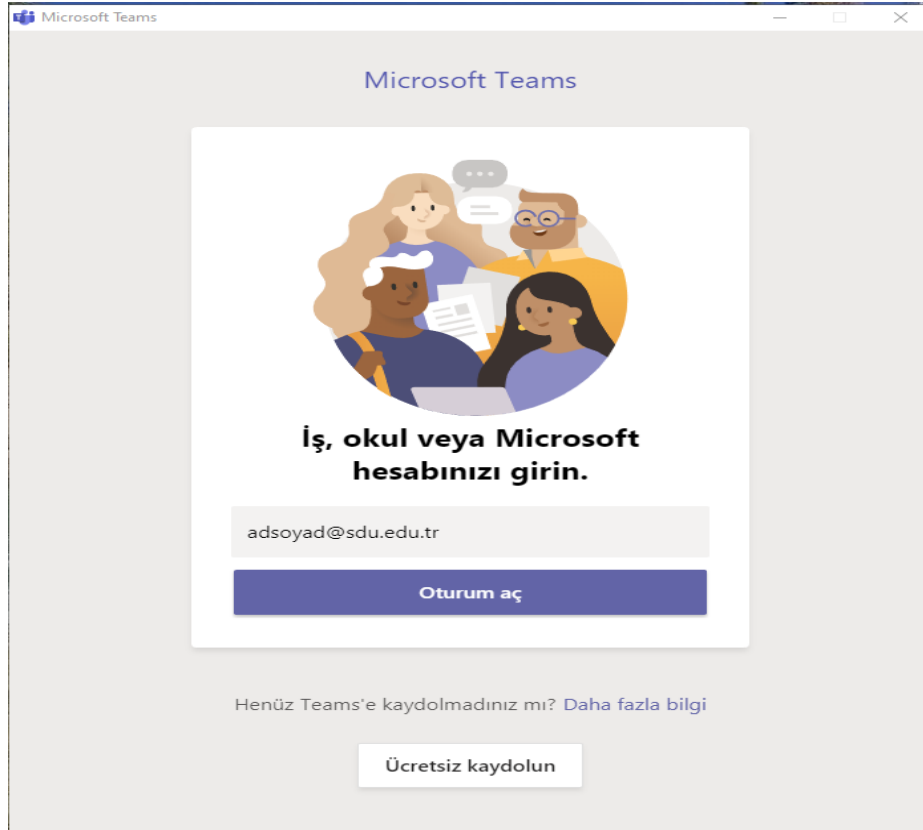 Microsoft Teams
Microsoft Teams
İş, okul veya Microsoft
hesabınızı girin.
adsoyad@sdu.edu.tr
Oturum aç
Henüz Teams'e kaydolmadınız mı? Daha fazla bilgi
Ücretsiz kaydolun